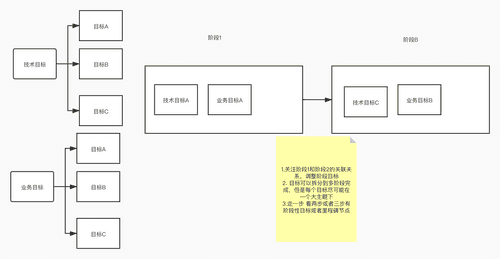 目标A
技术目标
目标B
目标C
目标A
业务目标
目标B
目标C
阶段1
阶段B
技术目标A
业务目标A
技术目标C
业务目标B
1.关注阶段1和阶段2的关联关
系，调整阶段目标
2. 目标可以拆分到多阶段完
成，但是每个目标尽可能在
一个大主题下
3.走一步 看两步或者三步有
阶段性目标或者里程碑节点